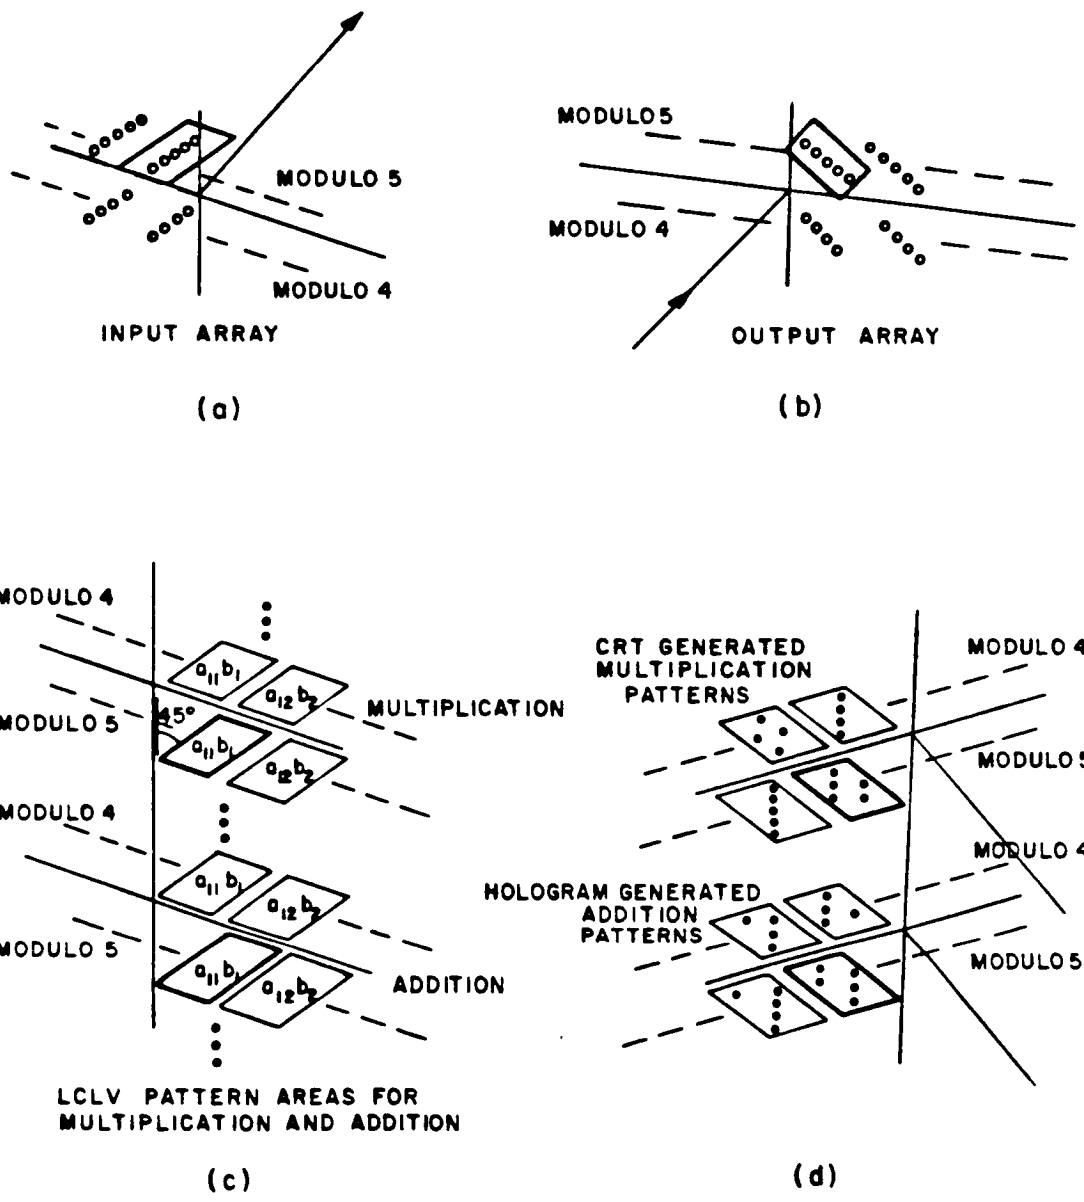 MODULO 5
MODULO 4
INPUT ARRAY
(a)
MODULO 5
MODULO 4
OUTPUT ARRAY
(b)
MODULO 4
a11 b1
a12 b2
MULTIPLICATION
45°
MODULO 5
a11 b1
a12 b2
MODULO 4
a11 b1
a12 b2
MODULO 5
a11 b1
a12 b2
ADDITION
LCLV PATTERN AREAS FOR
MULTIPLICATION AND ADDITION
(c)
CRT GENERATED
MULTIPLICATION
PATTERNS
MODULO 4
MODULO 5
MODULO 4
HOLOGRAM GENERATED
ADDITION
PATTERNS
MODULO 5
(d)